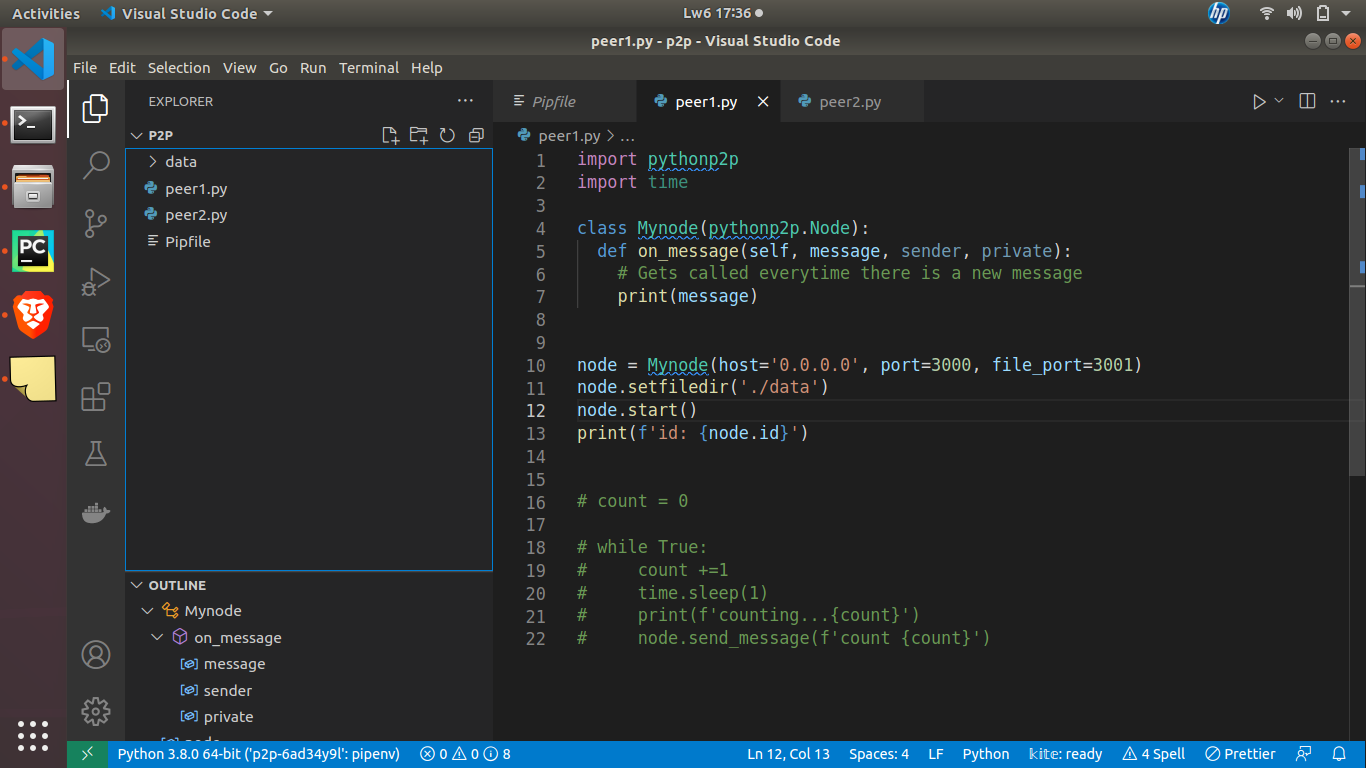 Activities Visual Studio Code Lw6 17:36
peer1.py - p2p - Visual Studio Code
File Edit Selection View Go Run Terminal Help
EXPLORER
P2P
data
peer1.py
peer2.py
Pipfile
OUTLINE
Mynode
on_message
message
sender
private
Pipfile peer1.py peer2.py
peer1.py > ...
1 import pythonp2p
2 import time
3
4 class Mynode(pythonp2p.Node):
5 def on_message(self, message, sender, private):
6 # Gets called everytime there is a new message
7 print(message)
8
9
10 node = Mynode(host='0.0.0.0', port=3000, file_port=3001)
11 node.setfiledir('./data')
12 node.start()
13 print(f'id: {node.id}')
14
15
16 # count = 0
17
18 # while True:
19 # count +=1
20 # time.sleep(1)
21 # print(f'counting...{count}')
22 # node.send_message(f'count {count}')
Python 3.8.0 64-bit ('p2p-6ad34y9l': pipenv) 0 0 8 Ln 12, Col 13 Spaces: 4 LF Python kite: ready 4 Spell Prettier
hp
PC